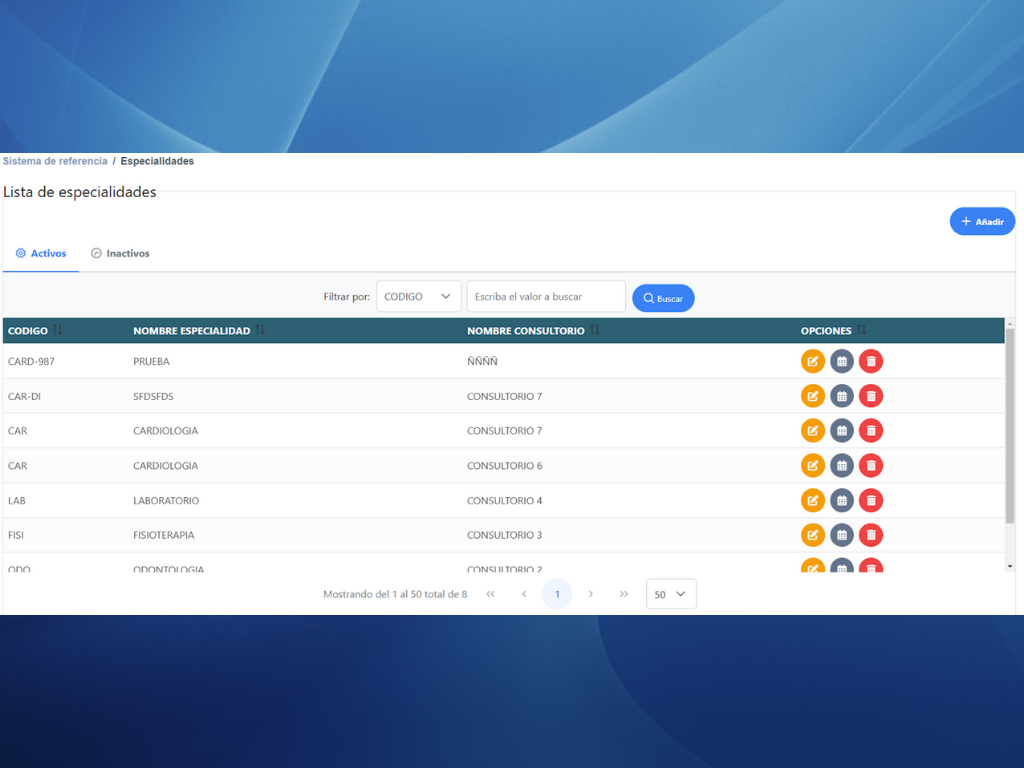 Sistema de referencia / Especialidades
Lista de especialidades
Añadir
Activos Inactivos
Filtrar por: CODIGO Escriba el valor a buscar Buscar
CODIGO NOMBRE ESPECIALIDAD NOMBRE CONSULTORIO OPCIONES
CARD-987 PRUEBA ÑÑÑÑ
CAR-DI SFDSFDS CONSULTORIO 7
CAR CARDIOLOGIA CONSULTORIO 7
CAR CARDIOLOGIA CONSULTORIO 6
LAB LABORATORIO CONSULTORIO 4
FISI FISIOTERAPIA CONSULTORIO 3
ODO ODONTOLOGIA CONSULTORIO 2
Mostrando del 1 al 50 total de 8 « ‹ 1 › » 50